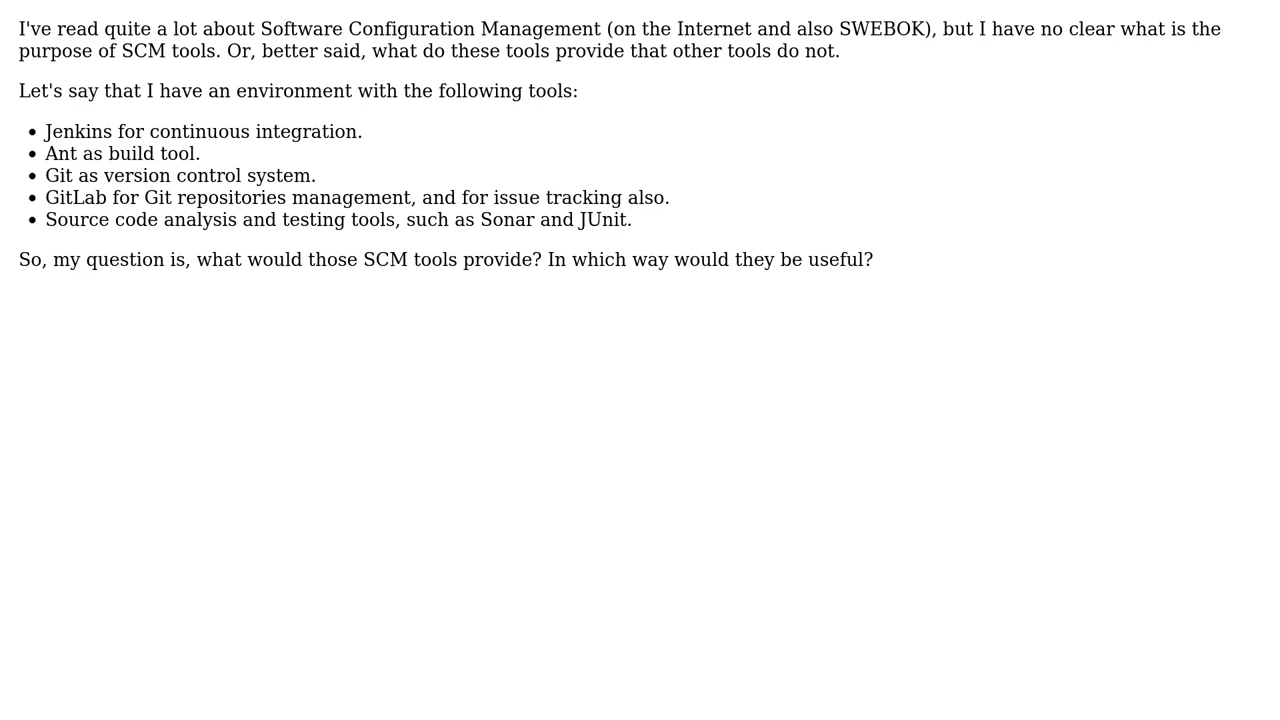 I've read quite a lot about Software Configuration Management (on the Internet and also SWEBOK), but I have no clear what is the
purpose of SCM tools. Or, better said, what do these tools provide that other tools do not.
Let's say that I have an environment with the following tools:
• Jenkins for continuous integration.
• Ant as build tool.
• Git as version control system.
• GitLab for Git repositories management, and for issue tracking also.
• Source code analysis and testing tools, such as Sonar and JUnit.
So, my question is, what would those SCM tools provide? In which way would they be useful?